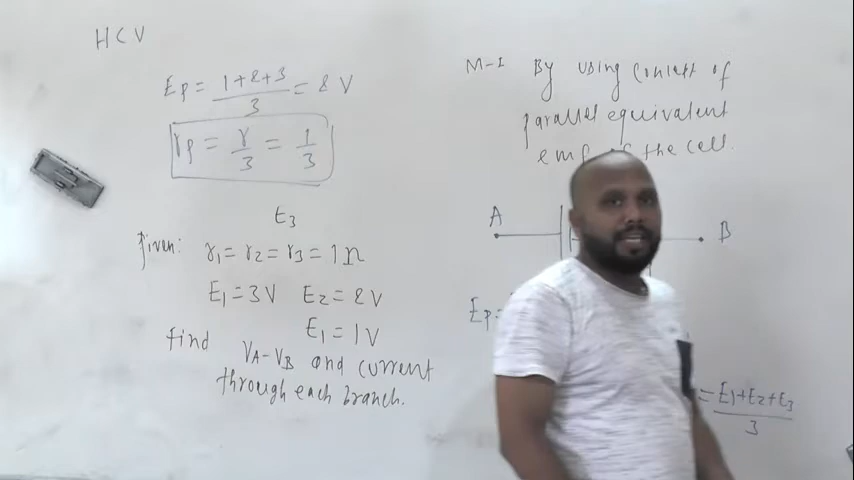 HCV
Ep = 1+2+3/3 = 2 V
rp = r/3 = 1/3
E3
Given: r1 = r2 = r3 = 1Ω
E1 = 3V E2 = 2V
E1 = 1V
Find VA-VB and current
through each branch.
M-I By using concept of
parallel equivalent
emf of the cell.
A B
Ep =
= E1+E2+E3/3